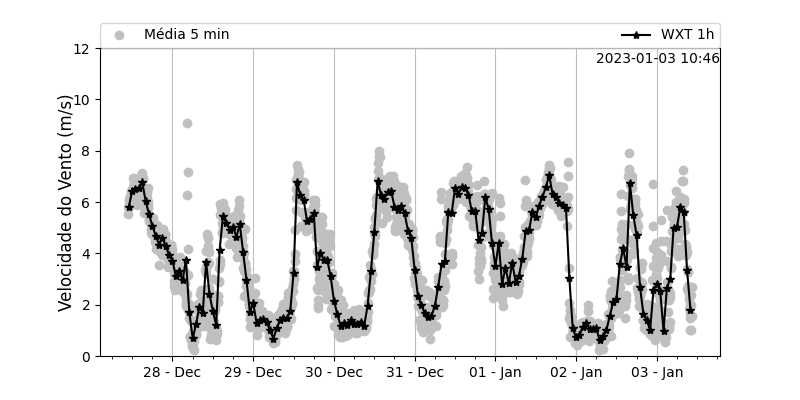 Média 5 min
WXT 1h
2023-01-03 10:46
Velocidade do Vento (m/s)
12
10
8
6
4
2
0
28 - Dec
29 - Dec
30 - Dec
31 - Dec
01 - Jan
02 - Jan
03 - Jan